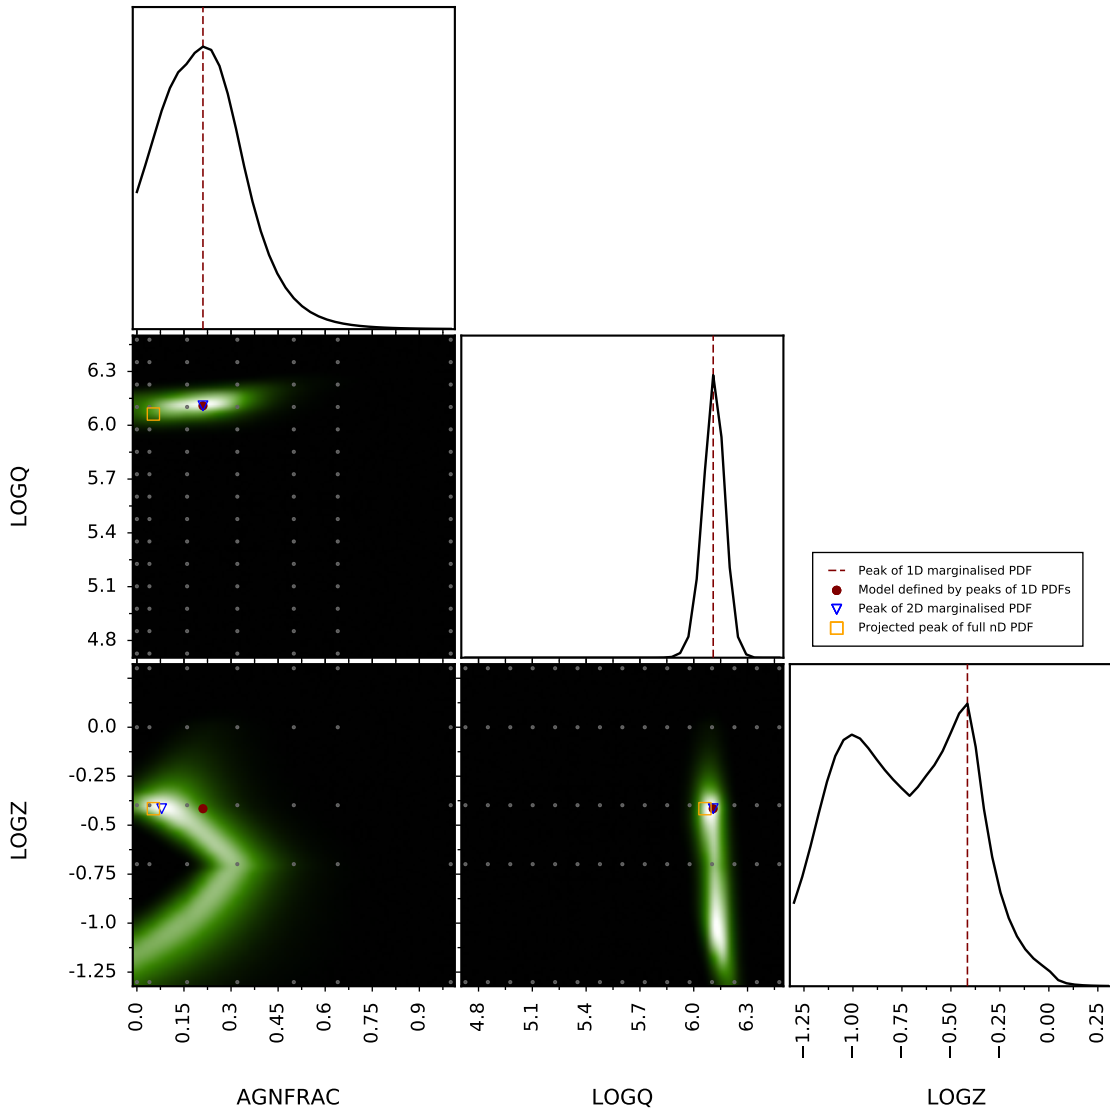 6.3
6.0
5.7
5.4
5.1
4.8
LOGQ
Peak of 1D marginalised PDF
Model defined by peaks of 1D PDFs
Peak of 2D marginalised PDF
Projected peak of full nD PDF
0.0
-0.25
-0.5
-0.75
-1.0
-1.25
LOGZ
0.0 0.15 0.3 0.45 0.6 0.75 0.9
4.8 5.1 5.4 5.7 6.0 6.3
−1.25 −1.00 −0.75 −0.50 −0.25 0.00 0.25
AGNFRAC LOGQ LOGZ